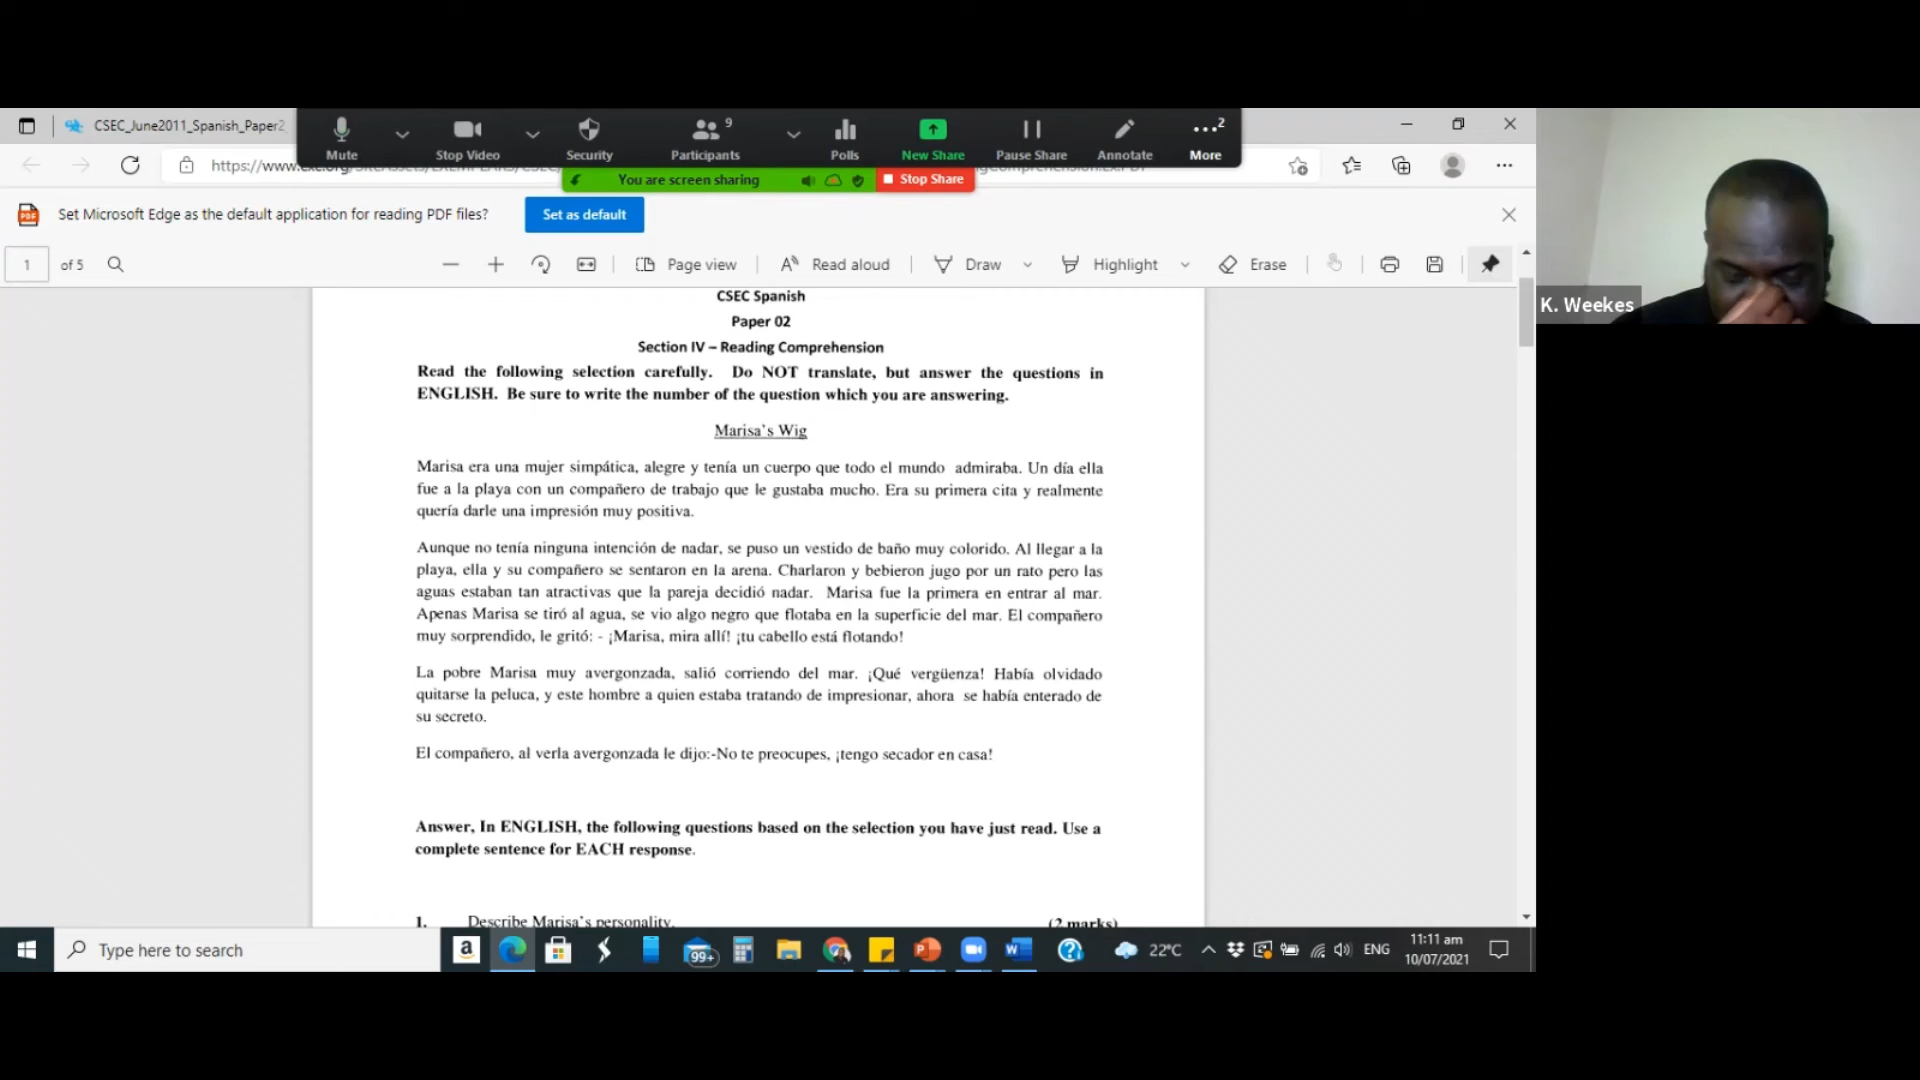 CSEC_June2011_Spanish_Paper2
Mute
Stop Video
Security
9
Participants
Polls
New Share
Pause Share
Annotate
2
More
https://www.cxc.org
You are screen sharing
Stop Share
Set Microsoft Edge as the default application for reading PDF files?
Set as default
1 of 5
Page view
Read aloud
Draw
Highlight
Erase
K. Weekes
CSEC Spanish
Paper 02
Section IV – Reading Comprehension
Read the following selection carefully. Do NOT translate, but answer the questions in
ENGLISH. Be sure to write the number of the question which you are answering.
Marisa's Wig
Marisa era una mujer simpática, alegre y tenía un cuerpo que todo el mundo admiraba. Un día ella
fue a la playa con un compañero de trabajo que le gustaba mucho. Era su primera cita y realmente
quería darle una impresión muy positiva.
Aunque no tenía ninguna intención de nadar, se puso un vestido de baño muy colorido. Al llegar a la
playa, ella y su compañero se sentaron en la arena. Charlaron y bebieron jugo por un rato pero las
aguas estaban tan atractivas que la pareja decidió nadar. Marisa fue la primera en entrar al mar.
Apenas Marisa se tiró al agua, se vio algo negro que flotaba en la superficie del mar. El compañero
muy sorprendido, le gritó: - ¡Marisa, mira allí! ¡tu cabello está flotando!
La pobre Marisa muy avergonzada, salió corriendo del mar. ¡Qué vergüenza! Había olvidado
quitarse la peluca, y este hombre a quien estaba tratando de impresionar, ahora se había enterado de
su secreto.
El compañero, al verla avergonzada le dijo:-No te preocupes, ¡tengo secador en casa!
Answer, In ENGLISH, the following questions based on the selection you have just read. Use a
complete sentence for EACH response.
1. Describe Marisa's personality. (2 marks)
Type here to search
99+
22°C
ENG
11:11 am
10/07/2021